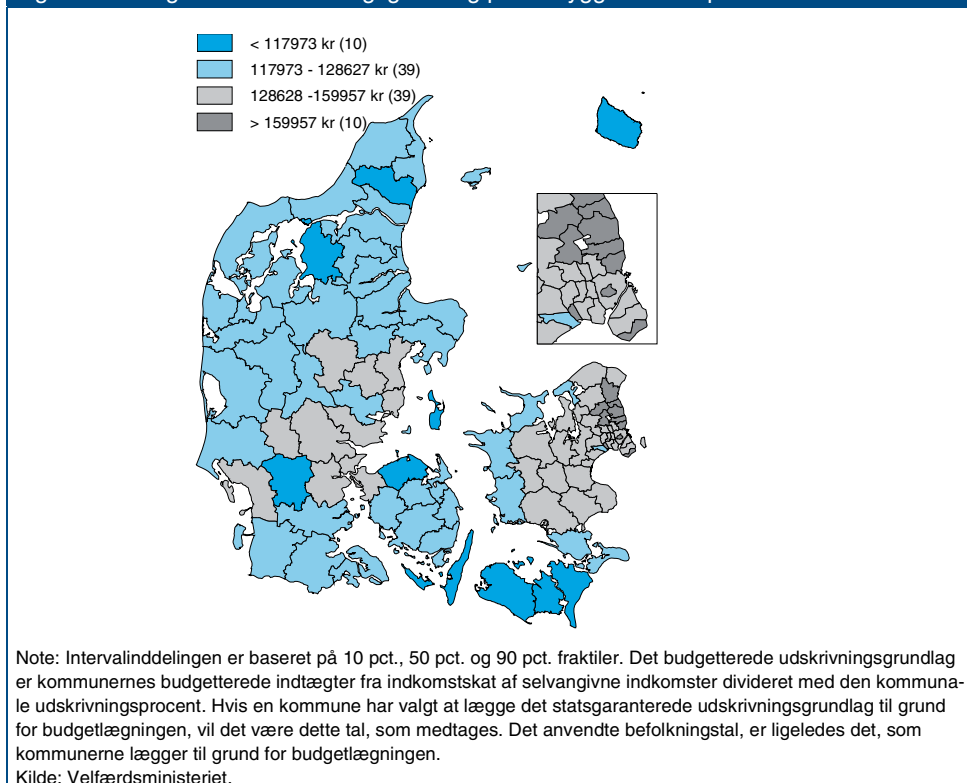 < 117973 kr (10)
117973 - 128627 kr (39)
128628 -159957 kr (39)
> 159957 kr (10)
Note: Intervalinddelingen er baseret på 10 pct., 50 pct. og 90 pct. fraktiler. Det budgetterede udskrivningsgrundlag
er kommunernes budgetterede indtægter fra indkomstskat af selvangivne indkomster divideret med den kommuna-
le udskrivningsprocent. Hvis en kommune har valgt at lægge det statsgaranterede udskrivningsgrundlag til grund
for budgetlægningen, vil det være dette tal, som medtages. Det anvendte befolkningstal, er ligeledes det, som
kommunerne lægger til grund for budgetlægningen.
Kilde: Velfærdsministeriet.